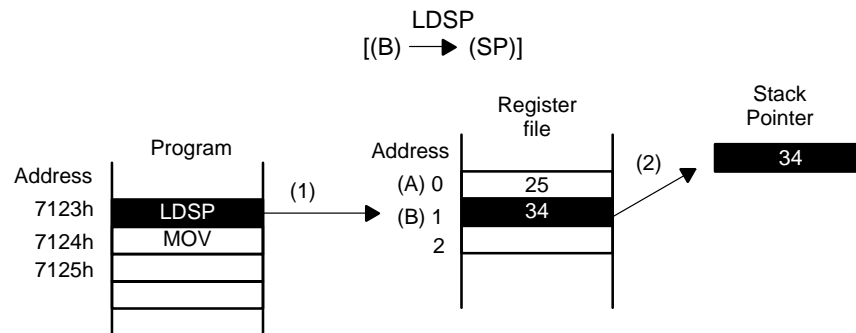 LDSP
[(B) → (SP)]
Register
file
Stack
Pointer
Program
Address
Address
(2)
34
(A) 0
25
(1)
7123h
LDSP
(B) 1
34
7124h
MOV
2
7125h